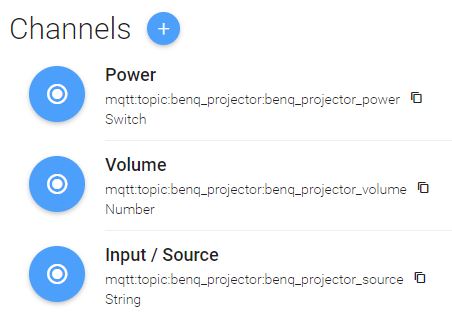 Channels +
Power
mqtt:topic:benq_projector:benq_projector_power
Switch
Volume
mqtt:topic:benq_projector:benq_projector_volume
Number
Input / Source
mqtt:topic:benq_projector:benq_projector_source
String